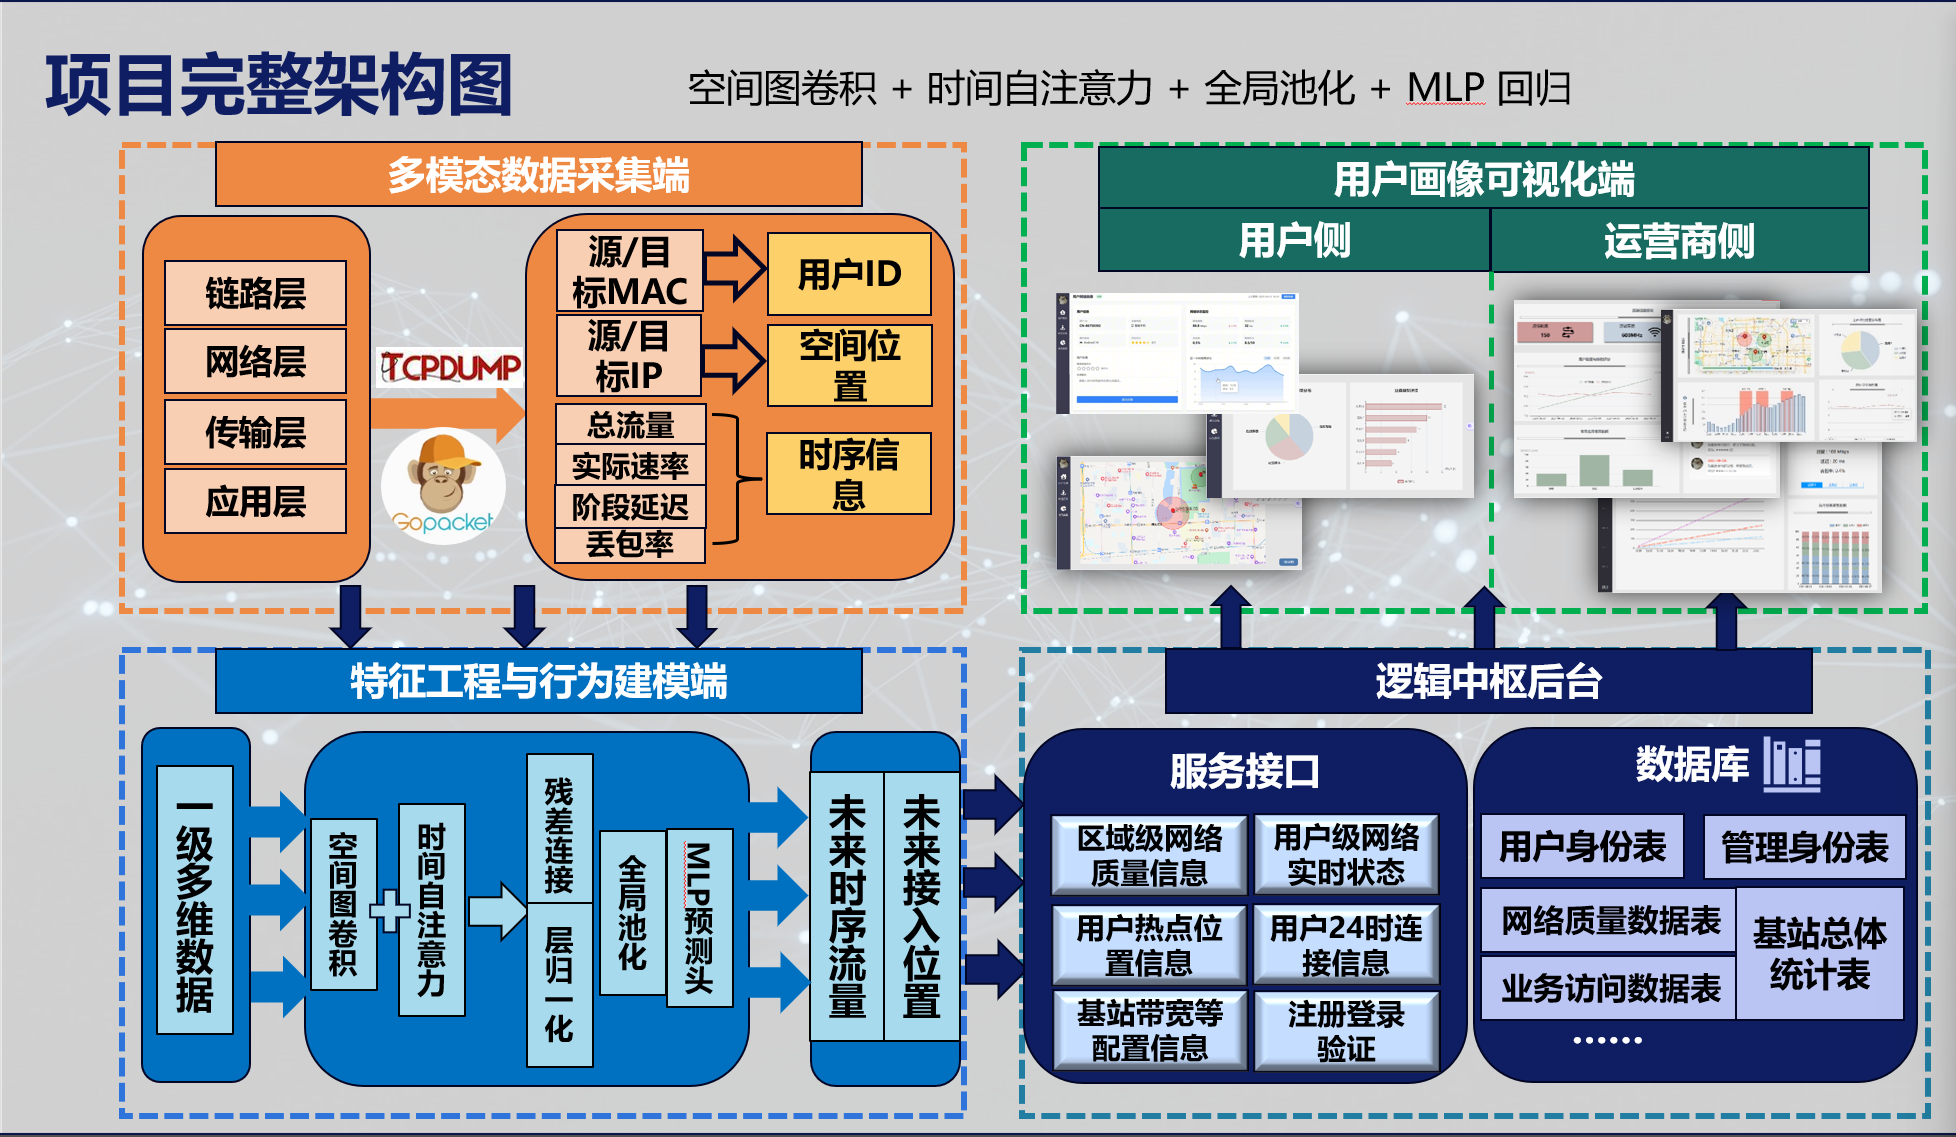 项目完整架构图
空间图卷积 + 时间自注意力 + 全局池化 + MLP 回归
多模态数据采集端
链路层
网络层
传输层
应用层
TCPDUMP
Gopacket
源/目
标MAC
源/目
标IP
总流量
实际速率
阶段延迟
丢包率
用户ID
空间位
置
时序信
息
用户画像可视化端
用户侧
运营商侧
特征工程与行为建模端
一级多维数据
空间图卷积
时间自注意力
残差连接
层归一化
全局池化
MLP预测头
未来时序流量
未来接入位置
逻辑中枢后台
服务接口
区域级网络
质量信息
用户级网络
实时状态
用户热点位
置信息
用户24时连
接信息
基站带宽等
配置信息
注册登录
验证
数据库
用户身份表
管理身份表
网络质量数据表
业务访问数据表
基站总体
统计表
······